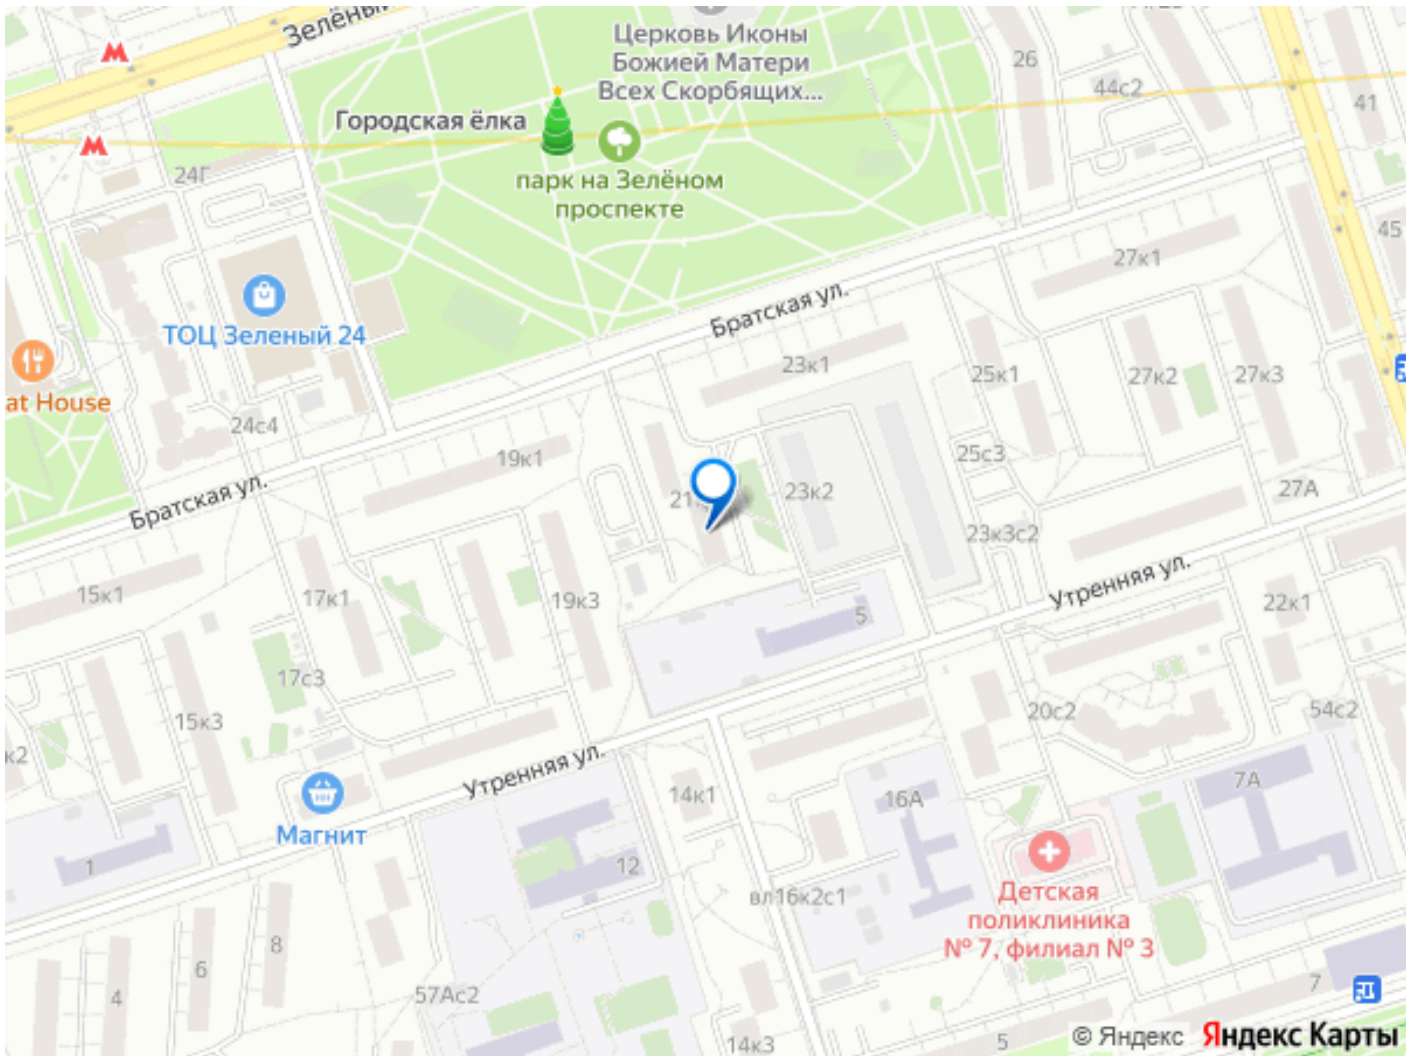 Зелёный
Церковь Иконы
Божией Матери
Всех Скорбящих...
26
44с2
41
Городская ёлка
24Г
парк на Зелёном
проспекте
45
27к1
ТОЦ Зеленый 24
Братская ул.
23к1
25к1
27к2
27к3
at House
24с4
19к1
25с3
Братская ул.
21
23к2
27А
23к3с2
15к1
17к1
19к3
5
Утренняя ул.
22к1
17с3
15к3
20с2
54с2
к2
Утренняя ул.
14к1
16А
7А
Магнит
1
12
вл16к2с1
Детская
поликлиника
№ 7, филиал № 3
8
6
4
57Ас2
7
14к3
5
© Яндекс Яндекс Карты